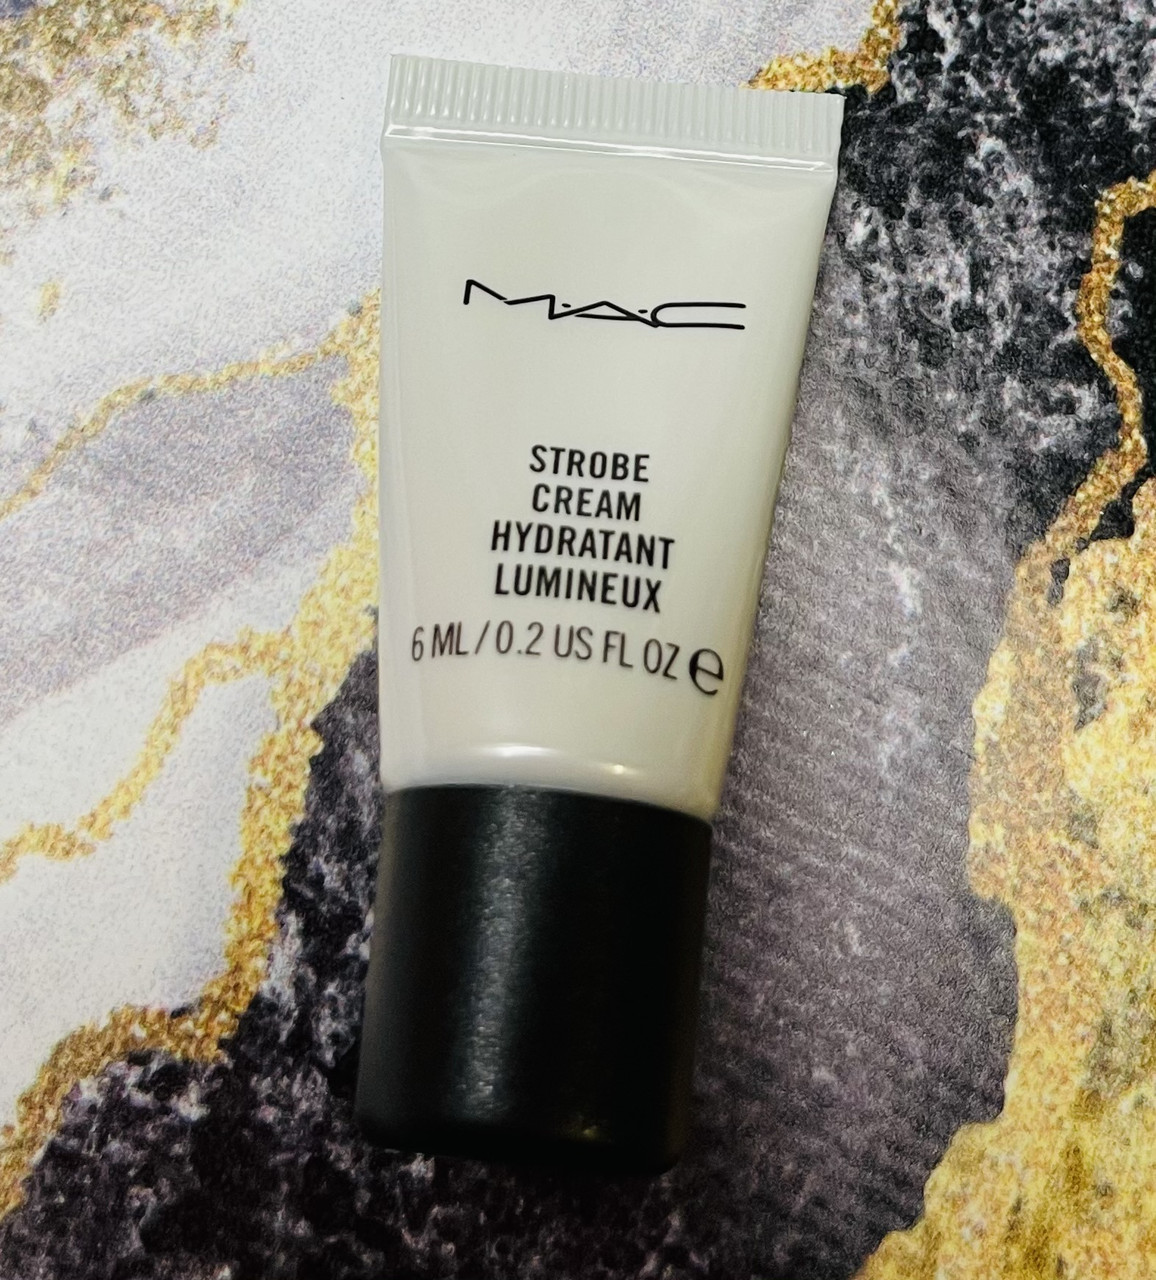 MAC
STROBE
CREAM
HYDRATANT
LUMINEUX
6 ML / 0.2 US FL OZ e